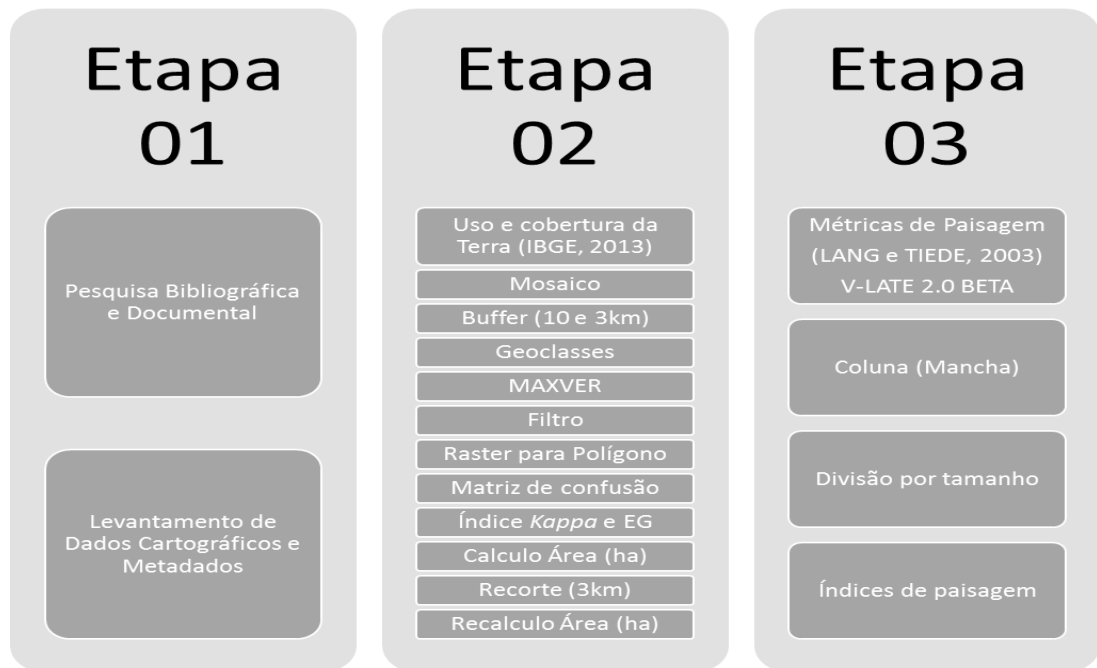 Etapa
01
Pesquisa Bibliográfica
e Documental
Levantamento de
Dados Cartográficos e
Metadados
Etapa
02
Uso e cobertura da
Terra (IBGE, 2013)
Mosaico
Buffer (10 e 3km)
Geoclasses
MAXVER
Filtro
Raster para Polígono
Matriz de confusão
Índice Kappa e EG
Calculo Área (ha)
Recorte (3km)
Recalculo Área (ha)
Etapa
03
Métricas de Paisagem
(LANG e TIEDE, 2003)
V-LATE 2.0 BETA
Coluna (Mancha)
Divisão por tamanho
Índices de paisagem